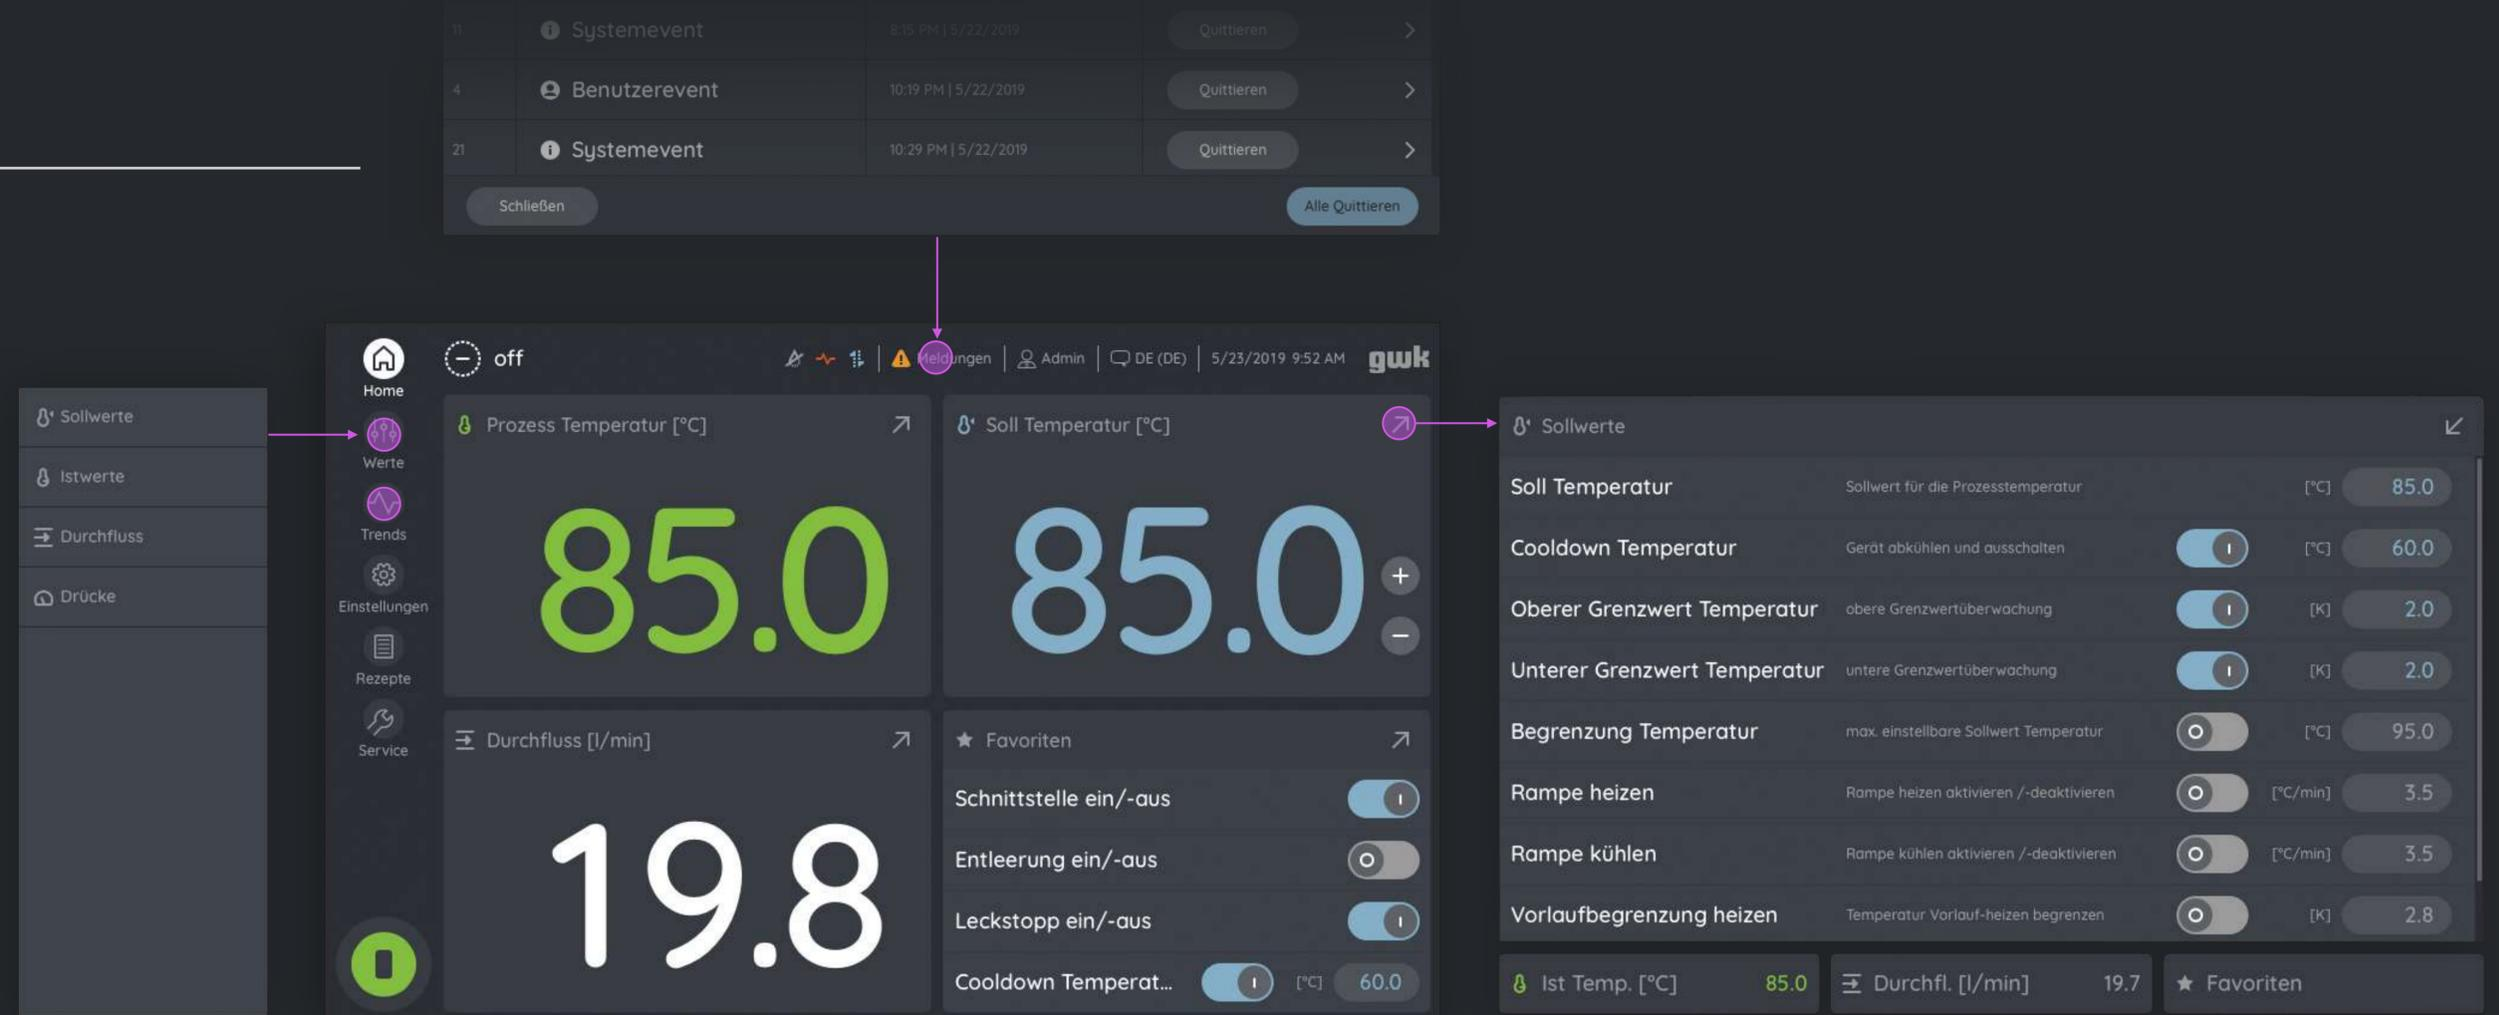 11 Systemevent 8:15 PM | 5/22/2019 Quittieren
4 Benutzerevent 10:19 PM | 5/22/2019 Quittieren
21 Systemevent 10:29 PM | 5/22/2019 Quittieren
Schließen Alle Quittieren
off Meldungen Admin DE (DE) 5/23/2019 9:52 AM gwk
Home
Werte
Trends
Einstellungen
Rezepte
Service
Sollwerte
Istwerte
Durchfluss
Drücke
Prozess Temperatur [°C]
85.0
Soll Temperatur [°C]
85.0
+
−
Durchfluss [l/min]
19.8
Favoriten
Schnittstelle ein/-aus
Entleerung ein/-aus
Leckstopp ein/-aus
Cooldown Temperat... [°C] 60.0
Sollwerte
Soll Temperatur Sollwert für die Prozesstemperatur [°C] 85.0
Cooldown Temperatur Gerät abkühlen und ausschalten [°C] 60.0
Oberer Grenzwert Temperatur obere Grenzwertüberwachung [K] 2.0
Unterer Grenzwert Temperatur untere Grenzwertüberwachung [K] 2.0
Begrenzung Temperatur max. einstellbare Sollwert Temperatur [°C] 95.0
Rampe heizen Rampe heizen aktivieren /-deaktivieren [°C/min] 3.5
Rampe kühlen Rampe kühlen aktivieren /-deaktivieren [°C/min] 3.5
Vorlaufbegrenzung heizen Temperatur Vorlauf-heizen begrenzen [K] 2.8
Ist Temp. [°C] 85.0
Durchfl. [l/min] 19.7
Favoriten